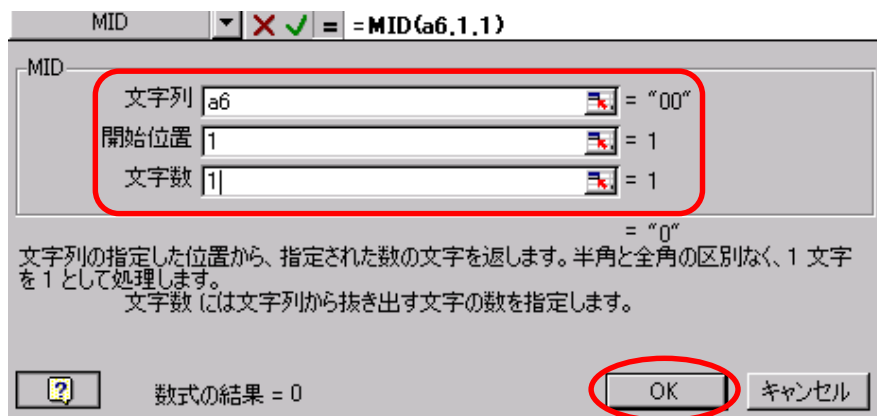 MID = =MID(a6,1,1)
MID
文字列 a6 = "00"
開始位置 1 = 1
文字数 1 = 1
= "0"
文字列の指定した位置から、指定された数の文字を返します。半角と全角の区別なく、1 文字
を 1 として処理します。
文字数 には文字列から抜き出す文字の数を指定します。
数式の結果 = 0 OK キャンセル